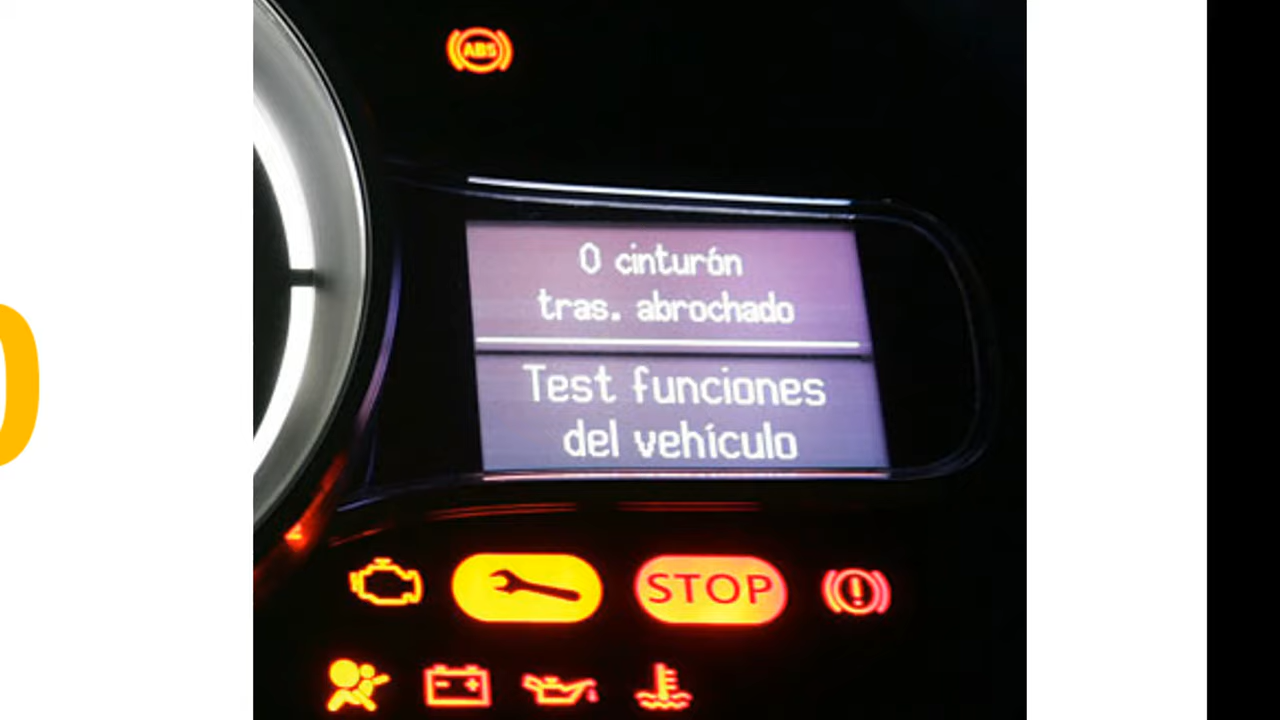 ABS
0 cinturón
tras. abrochado
Test funciones
del vehículo
STOP